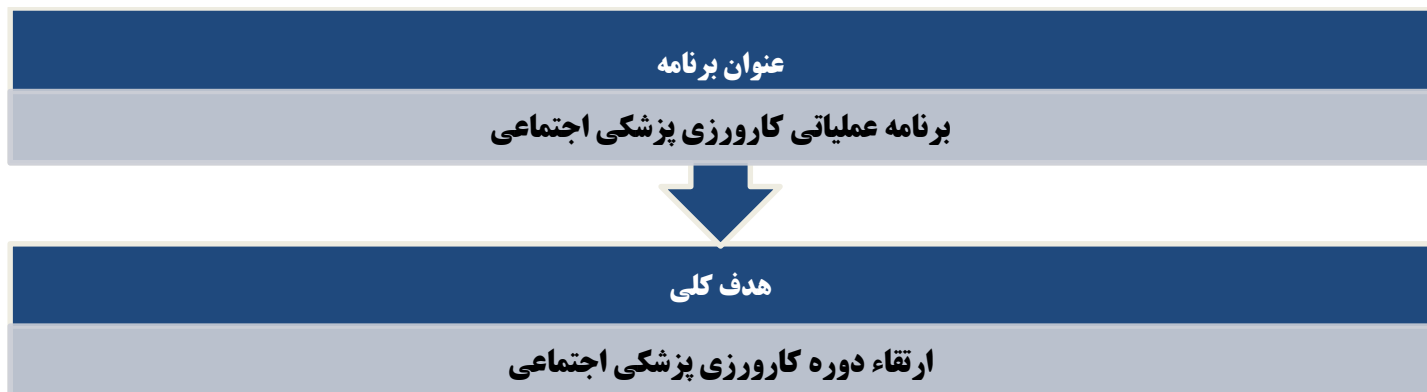 عنوان برنامه
برنامه عملیاتی کارورزی پزشکی اجتماعی
هدف کلی
ارتقاء دوره کارورزی پزشکی اجتماعی